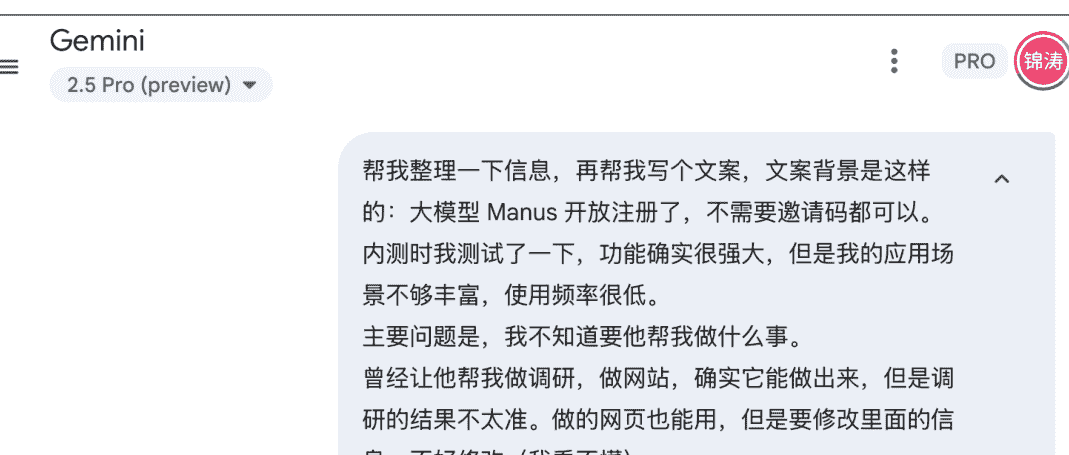 Gemini
2.5 Pro (preview)
PRO
锦涛
帮我整理一下信息，再帮我写个文案，文案背景是这样
的：大模型 Manus 开放注册了，不需要邀请码都可以。
内测时我测试了一下，功能确实很强大，但是我的应用场
景不够丰富，使用频率很低。
主要问题是，我不知道要他帮我做什么事。
曾经让他帮我做调研，做网站，确实它能做出来，但是调
研的结果不太准。做的网页也能用，但是要修改里面的信